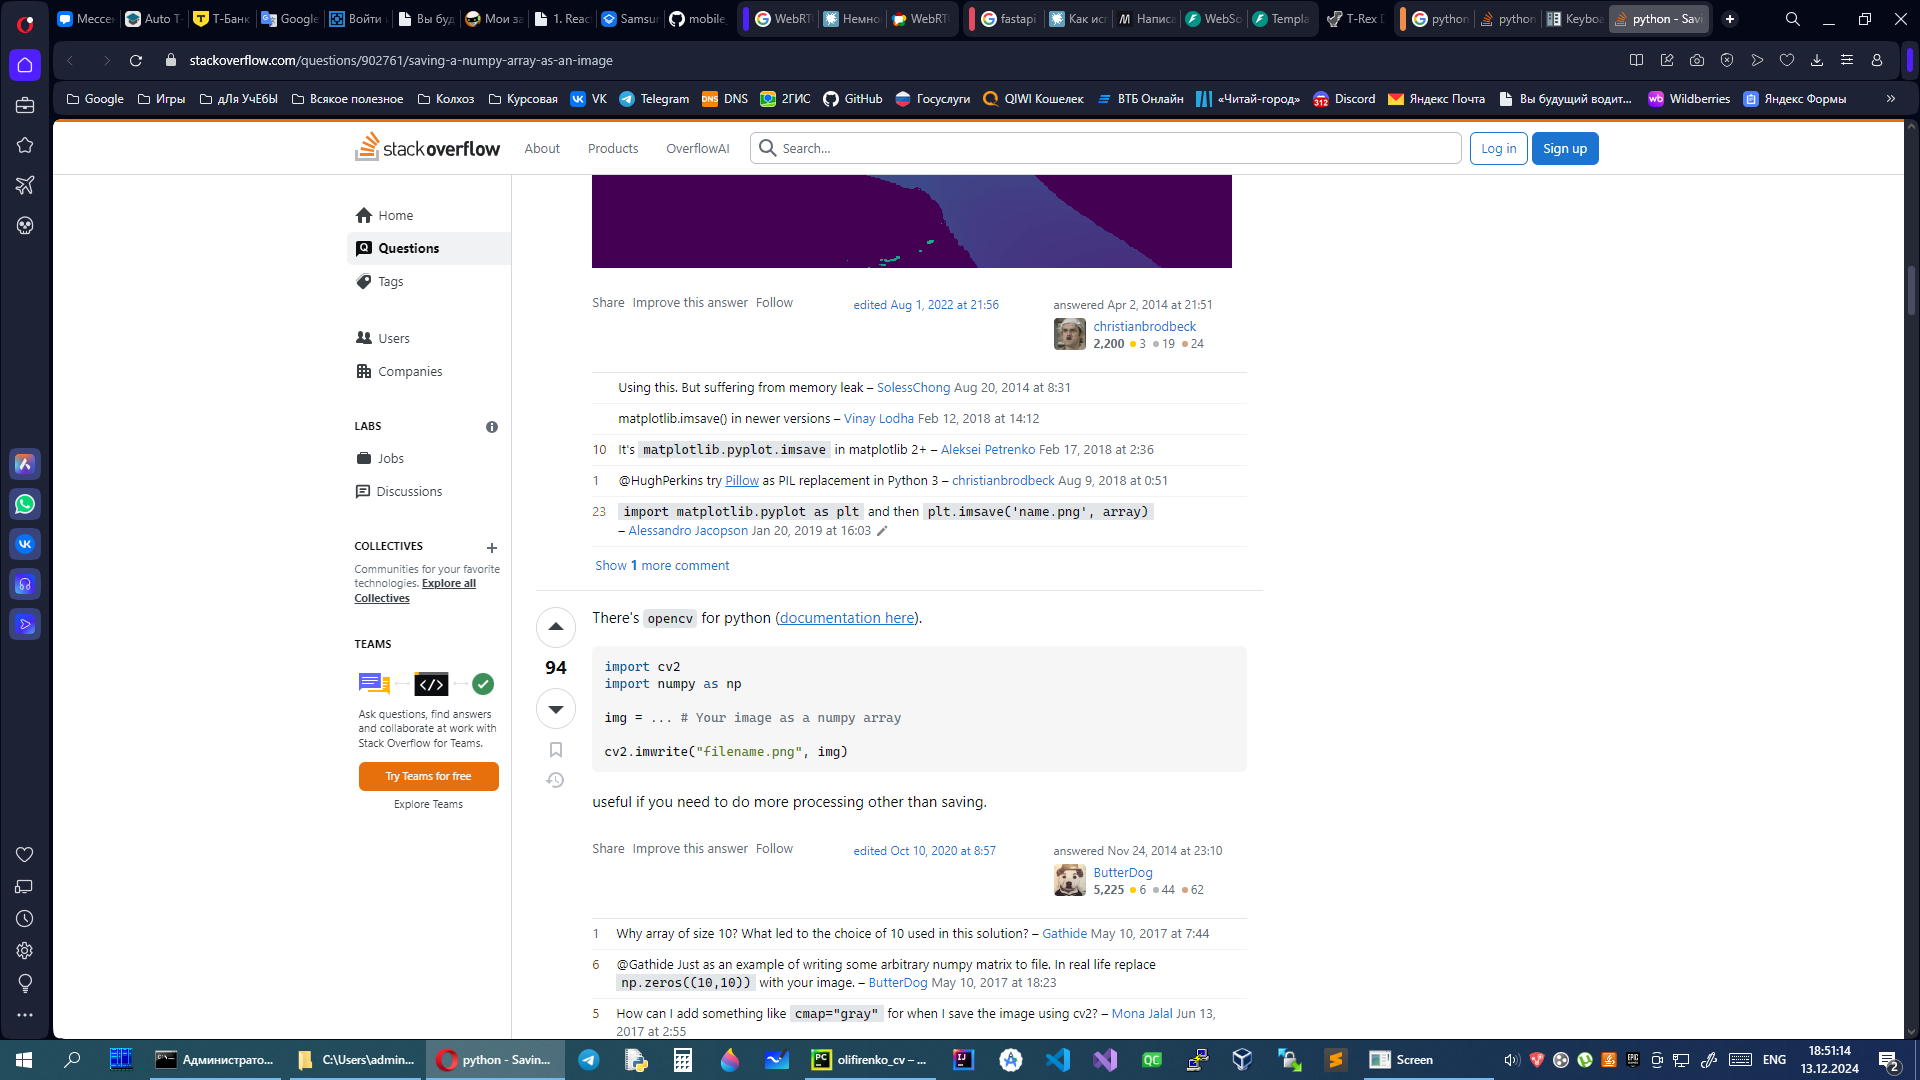 Мессен
Auto T-
Т-Банк
Google
Войти
Вы буд
Мои за
1. Reac
Samsun
mobile_
WebRT
Немно
WebRT
fastapi
Как исп
Написа
WebSo
Templa
T-Rex D
python
python
Keyboa
python - Savi
stackoverflow.com/questions/902761/saving-a-numpy-array-as-an-image
Google
Игры
дЛя УчЕбЫ
Всякое полезное
Колхоз
Курсовая
VK
Telegram
DNS
2ГИС
GitHub
Госуслуги
QIWI Кошелек
ВТБ Онлайн
«Читай-город»
Discord
Яндекс Почта
Вы будущий водит...
Wildberries
Яндекс Формы
stackoverflow
About
Products
OverflowAI
Search...
Log in
Sign up
Home
Questions
Tags
Users
Companies
LABS
Jobs
Discussions
COLLECTIVES
Communities for your favorite
technologies. Explore all
Collectives
TEAMS
Ask questions, find answers
and collaborate at work with
Stack Overflow for Teams.
Try Teams for free
Explore Teams
Share Improve this answer Follow
edited Aug 1, 2022 at 21:56
answered Apr 2, 2014 at 21:51
christianbrodbeck
2,200 3 19 24
Using this. But suffering from memory leak – SolessChong Aug 20, 2014 at 8:31
matplotlib.imsave() in newer versions – Vinay Lodha Feb 12, 2018 at 14:12
10 It's matplotlib.pyplot.imsave in matplotlib 2+ – Aleksei Petrenko Feb 17, 2018 at 2:36
1 @HughPerkins try Pillow as PIL replacement in Python 3 – christianbrodbeck Aug 9, 2018 at 0:51
23 import matplotlib.pyplot as plt and then plt.imsave('name.png', array)
– Alessandro Jacopson Jan 20, 2019 at 16:03
Show 1 more comment
There's opencv for python (documentation here).
94
import cv2
import numpy as np
img = ... # Your image as a numpy array
cv2.imwrite("filename.png", img)
useful if you need to do more processing other than saving.
Share Improve this answer Follow
edited Oct 10, 2020 at 8:57
answered Nov 24, 2014 at 23:10
ButterDog
5,225 6 44 62
1 Why array of size 10? What led to the choice of 10 used in this solution? – Gathide May 10, 2017 at 7:44
6 @Gathide Just as an example of writing some arbitrary numpy matrix to file. In real life replace
np.zeros((10,10)) with your image. – ButterDog May 10, 2017 at 18:23
5 How can I add something like cmap="gray" for when I save the image using cv2? – Mona Jalal Jun 13,
2017 at 2:55
Администрато...
C:\Users\admin...
python - Savin...
olifirenko_cv – ...
Screen
ENG
18:51:14
13.12.2024
2